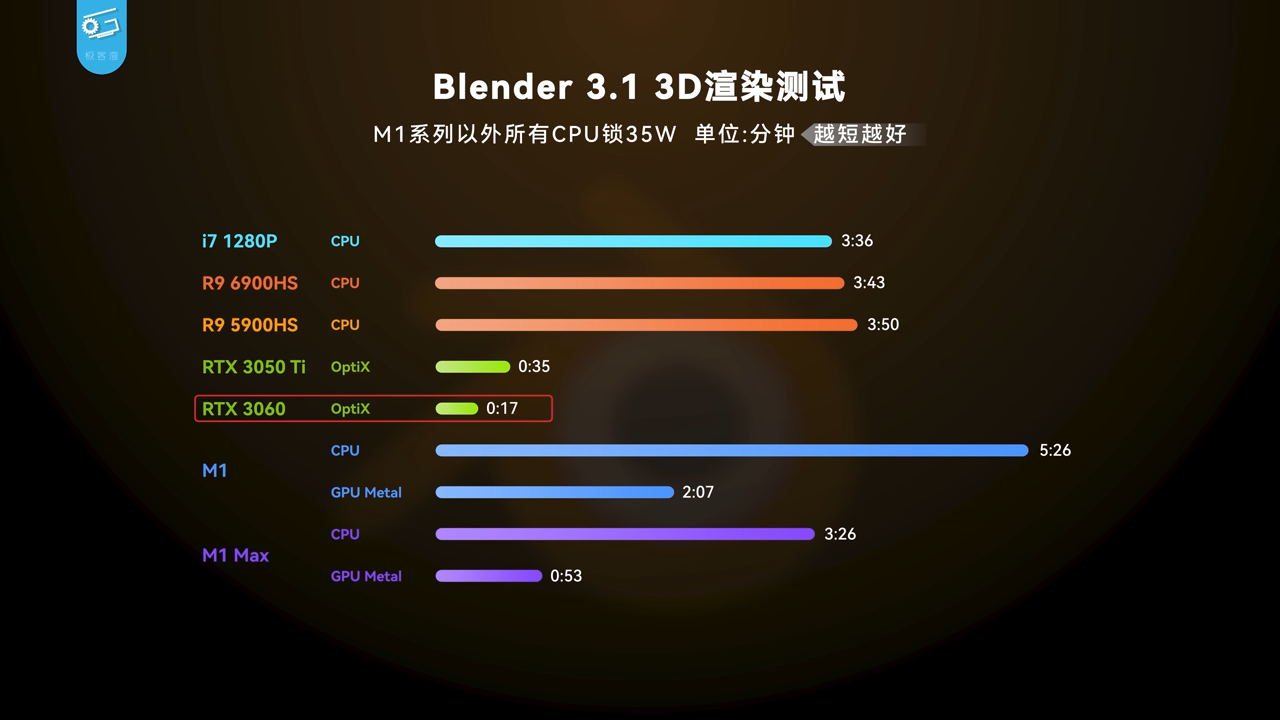 极客湾
Blender 3.1 3D渲染测试
M1系列以外所有CPU锁35W 单位:分钟 越短越好
i7 1280P CPU 3:36
R9 6900HS CPU 3:43
R9 5900HS CPU 3:50
RTX 3050 Ti OptiX 0:35
RTX 3060 OptiX 0:17
M1
CPU 5:26
GPU Metal 2:07
M1 Max
CPU 3:26
GPU Metal 0:53